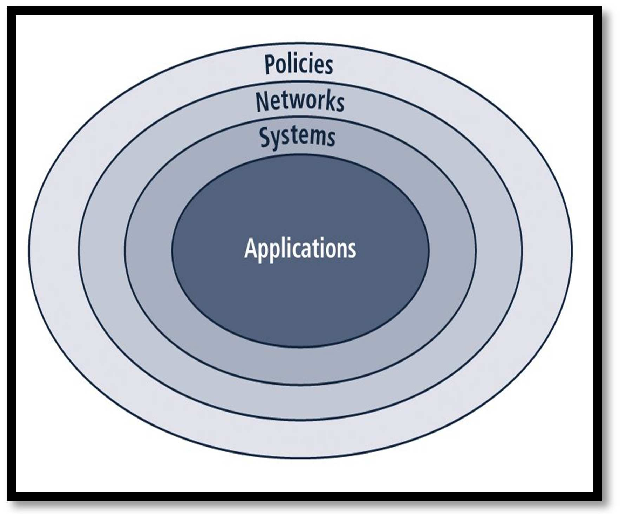 Policies
Networks
Systems
Applications